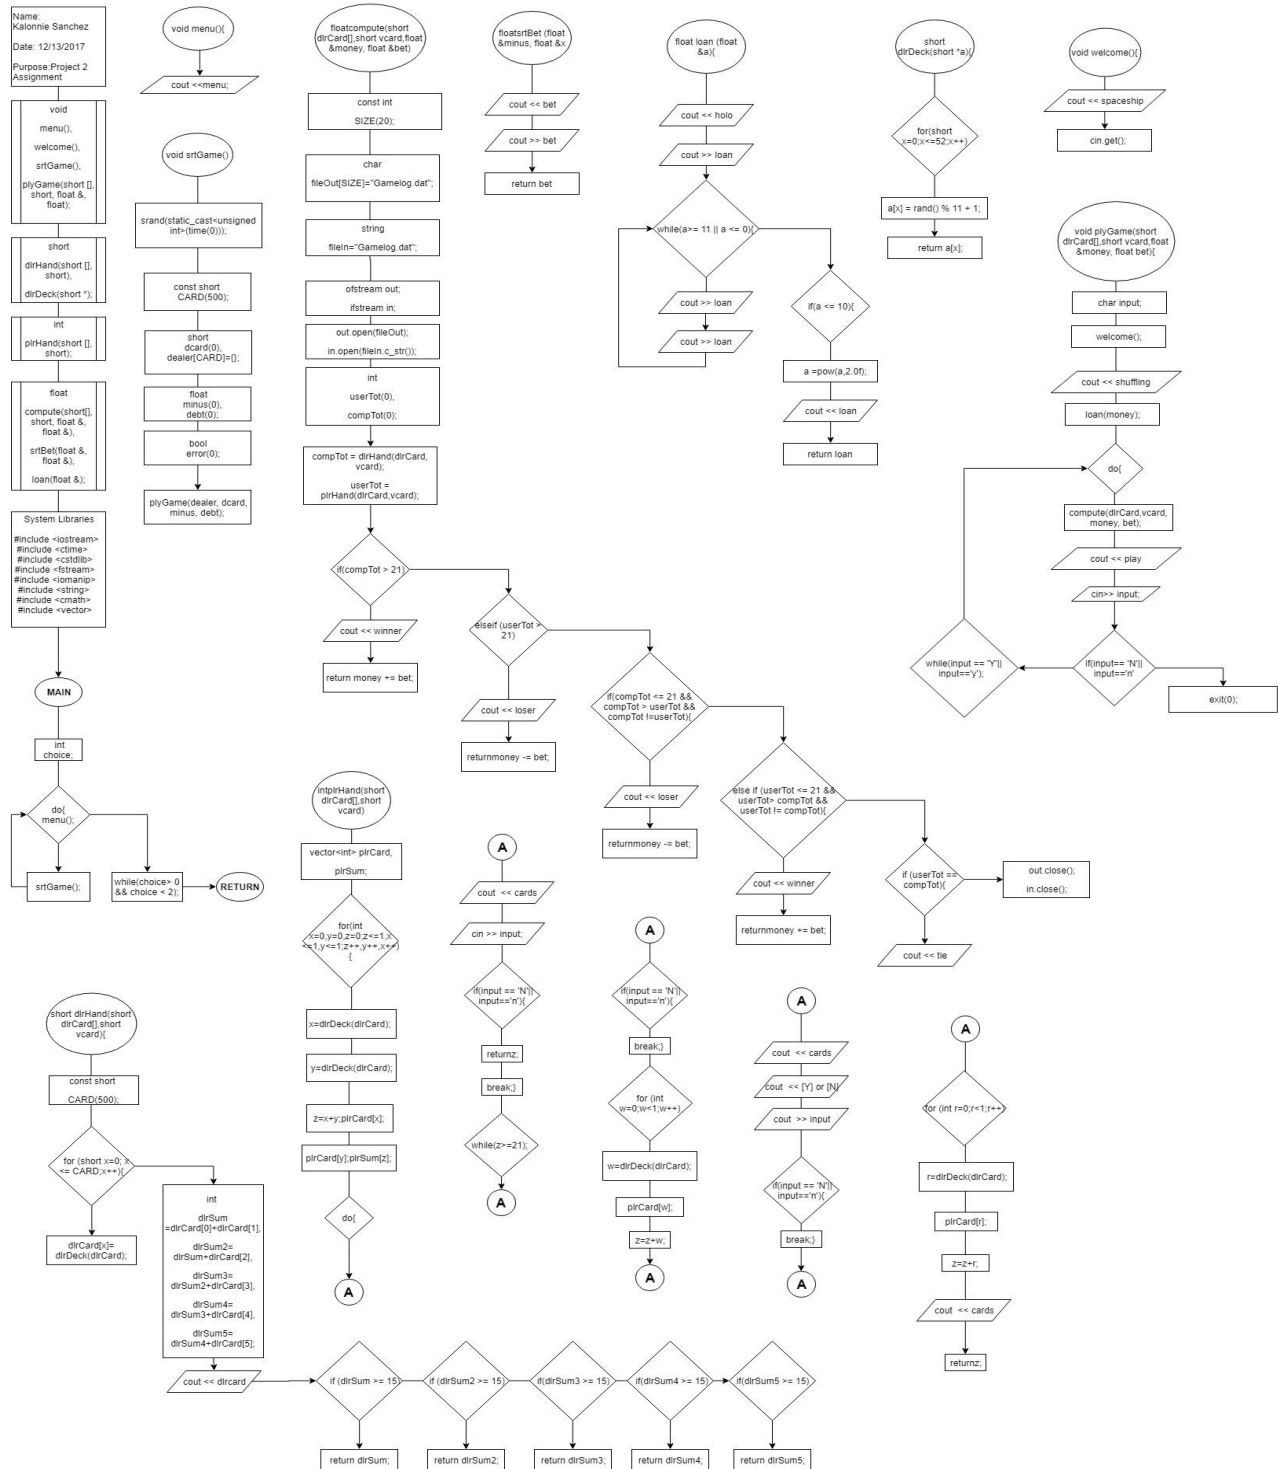 Name:
Kalonnie Sanchez
Date: 12/13/2017
Purpose:Project 2
Assignment
void
menu(),
welcome(),
srtGame(),
plyGame(short [],
short, float &,
float);
short
dlrHand(short [],
short),
dlrDeck(short *);
int
plrHand(short [],
short);
float
compute(short[],
short, float &,
float &),
srtBet(float &,
float &),
loan(float &);
System Libraries
#include <iostream>
#include <ctime>
#include <cstdlib>
#include <fstream>
#include <iomanip>
#include <string>
#include <cmath>
#include <vector>
MAIN
int
choice;
do{
menu();
srtGame();
while(choice> 0
&& choice < 2);
RETURN
void menu(){
cout <<menu;
void srtGame()
srand(static_cast<unsigned
int>(time(0)));
const short
CARD(500);
short
dcard(0),
dealer[CARD]={};
float
minus(0),
debt(0);
bool
error(0);
plyGame(dealer, dcard,
minus, debt);
floatcompute(short
dlrCard[],short vcard,float
&money, float &bet)
const int
SIZE(20);
char
fileOut[SIZE]="Gamelog.dat";
string
fileIn="Gamelog.dat";
ofstream out;
ifstream in;
out.open(fileOut);
in.open(fileIn.c_str());
int
userTot(0),
compTot(0);
compTot = dlrHand(dlrCard,
vcard);
userTot =
plrHand(dlrCard,vcard);
if(compTot > 21)
cout << winner
return money += bet;
elseif (userTot >
21)
cout << loser
returnmoney -= bet;
if(compTot <= 21 &&
compTot > userTot &&
compTot !=userTot){
cout << loser
returnmoney -= bet;
else if (userTot <= 21 &&
userTot> compTot &&
userTot != compTot){
cout << winner
returnmoney += bet;
if (userTot ==
compTot){
out.close();
in.close();
cout << tie
floatsrtBet (float
&minus, float &x
cout << bet
cout >> bet
return bet
float loan (float
&a){
cout << holo
cout >> loan
while(a>= 11 || a <= 0){
cout >> loan
cout >> loan
if(a <= 10){
a =pow(a,2.0f);
cout << loan
return loan
short
dlrDeck(short *a){
for(short
x=0;x<=52;x++)
a[x] = rand() % 11 + 1;
return a[x];
void welcome(){
cout << spaceship
cin.get();
void plyGame(short
dlrCard[],short vcard,float
&money, float bet){
char input;
welcome();
cout << shuffling
loan(money);
do{
compute(dlrCard,vcard,
money, bet);
cout << play
cin>> input;
if(input== 'N'||
input=='n'
while(input == 'Y'||
input=='y');
exit(0);
intplrHand(short
dlrCard[],short
vcard)
vector<int> plrCard,
plrSum;
for(int
x=0,y=0,z=0;z<=1,x
<=1,y<=1;z++,y++,x++)
{
x=dlrDeck(dlrCard);
y=dlrDeck(dlrCard);
z=x+y;plrCard[x];
plrCard[y];plrSum[z];
do{
A
A
cout << cards
cin >> input;
if(input == 'N'||
input=='n'){
returnz;
break;}
while(z>=21);
A
A
if(input == 'N'||
input=='n'){
break;}
for (int
w=0;w<1;w++)
w=dlrDeck(dlrCard);
plrCard[w];
z=z+w;
A
A
cout << cards
cout << [Y] or [N]
cout >> input
if(input == 'N'||
input=='n'){
break;}
A
A
for (int r=0;r<1;r++)
r=dlrDeck(dlrCard);
plrCard[r];
z=z+r;
cout << cards
returnz;
short dlrHand(short
dlrCard[],short
vcard){
const short
CARD(500);
for (short x=0; x
<= CARD;x++){
dlrCard[x]=
dlrDeck(dlrCard);
int
dlrSum
=dlrCard[0]+dlrCard[1],
dlrSum2=
dlrSum+dlrCard[2],
dlrSum3=
dlrSum2+dlrCard[3],
dlrSum4=
dlrSum3+dlrCard[4],
dlrSum5=
dlrSum4+dlrCard[5];
cout << dlrcard
if (dlrSum >= 15)
if (dlrSum2 >= 15)
if(dlrSum3 >= 15)
if(dlrSum4 >= 15)
if(dlrSum5 >= 15)
return dlrSum;
return dlrSum2;
return dlrSum3;
return dlrSum4;
return dlrSum5;